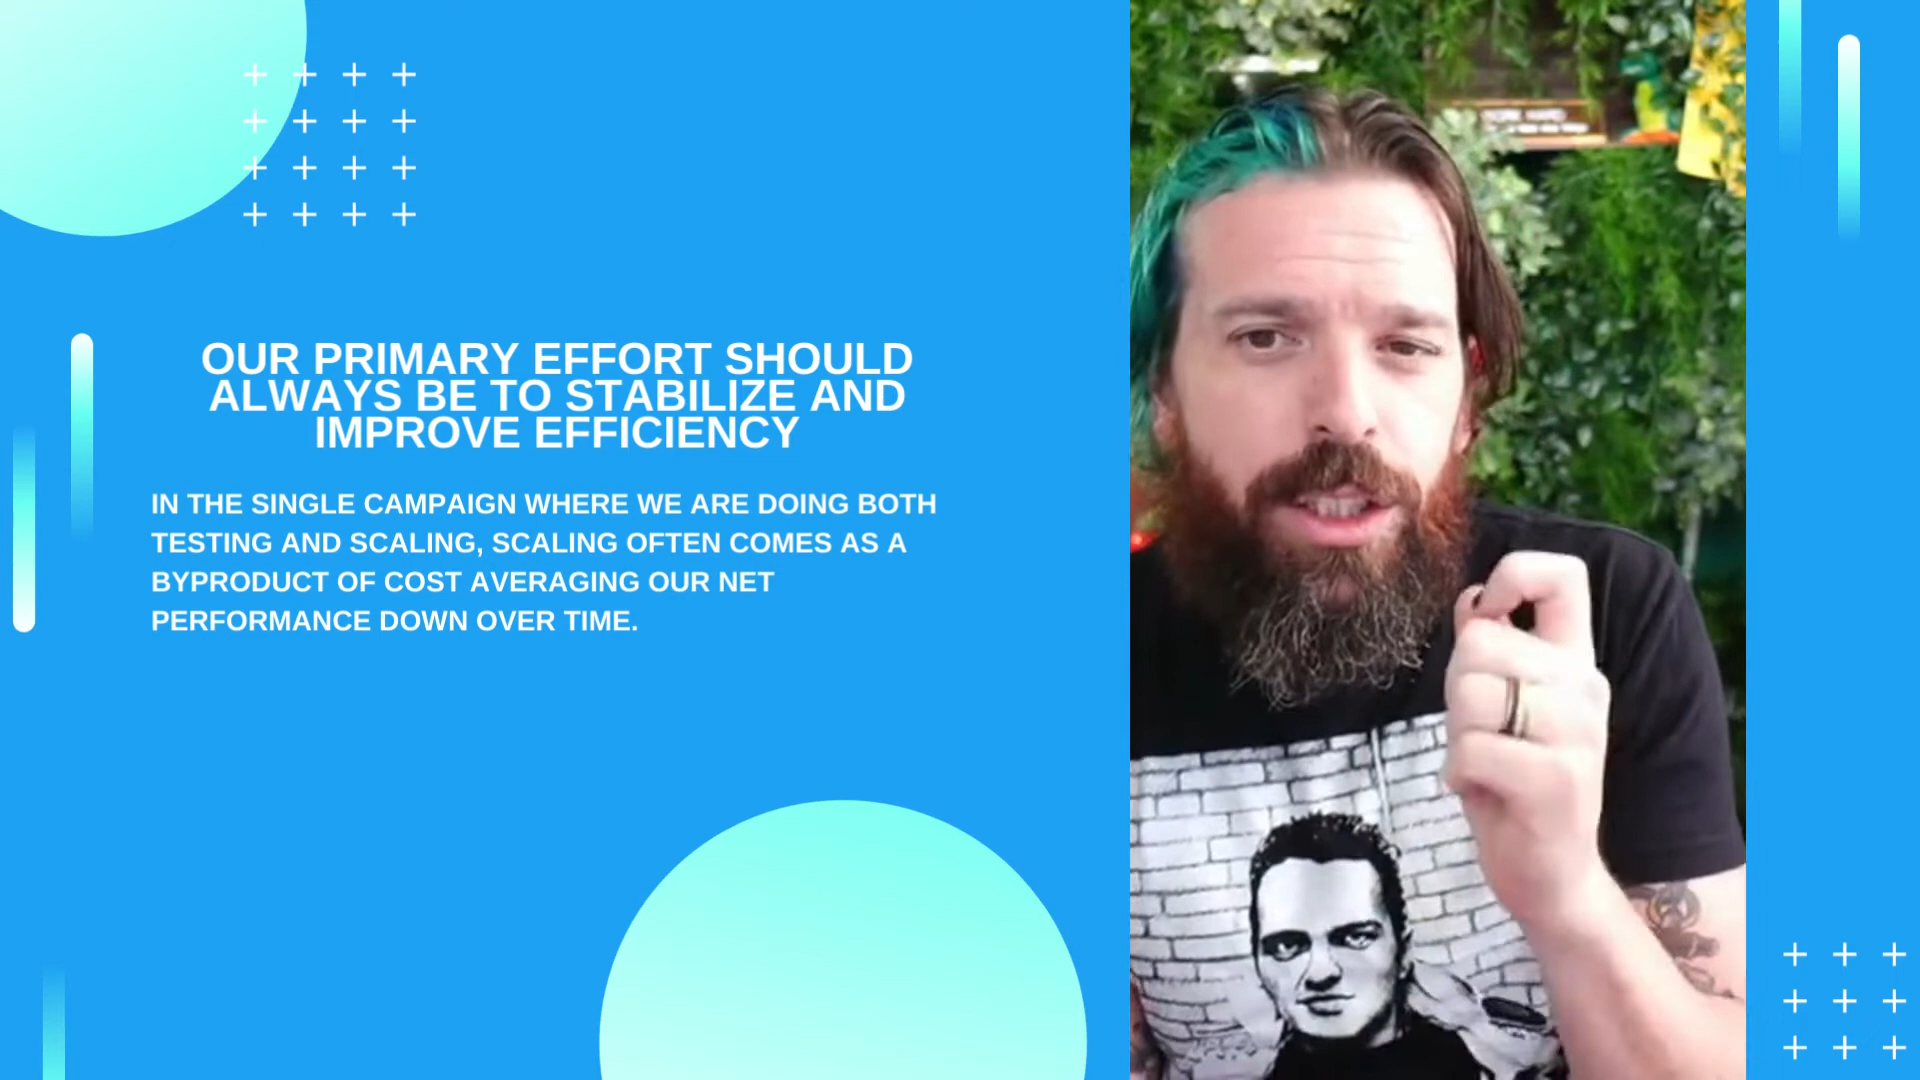 OUR PRIMARY EFFORT SHOULD
ALWAYS BE TO STABILIZE AND
IMPROVE EFFICIENCY
IN THE SINGLE CAMPAIGN WHERE WE ARE DOING BOTH
TESTING AND SCALING, SCALING OFTEN COMES AS A
BYPRODUCT OF COST AVERAGING OUR NET
PERFORMANCE DOWN OVER TIME.